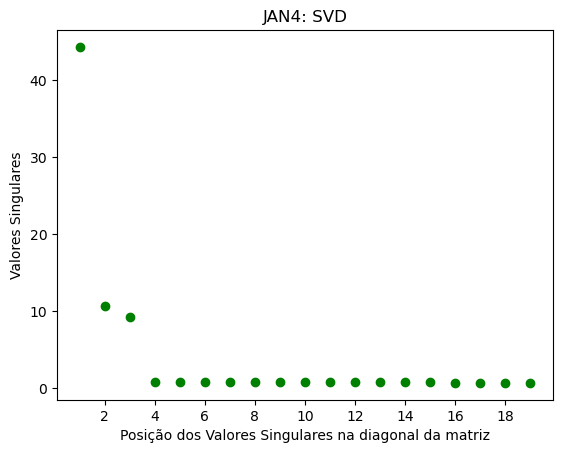 JAN4: SVD
Valores Singulares
40
30
20
10
0
2 4 6 8 10 12 14 16 18
Posição dos Valores Singulares na diagonal da matriz